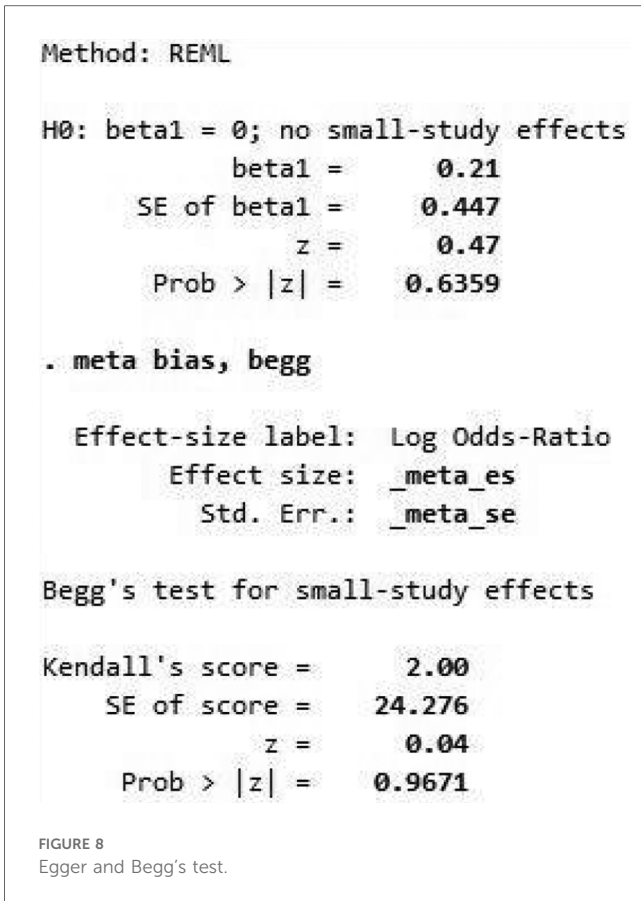 Method: REML
H0: beta1 = 0; no small-study effects
beta1 = 0.21
SE of beta1 = 0.447
z = 0.47
Prob > |z| = 0.6359
. meta bias, begg
Effect-size label: Log Odds-Ratio
Effect size: _meta_es
Std. Err.: _meta_se
Begg's test for small-study effects
Kendall's score = 2.00
SE of score = 24.276
z = 0.04
Prob > |z| = 0.9671
FIGURE 8
Egger and Begg's test.